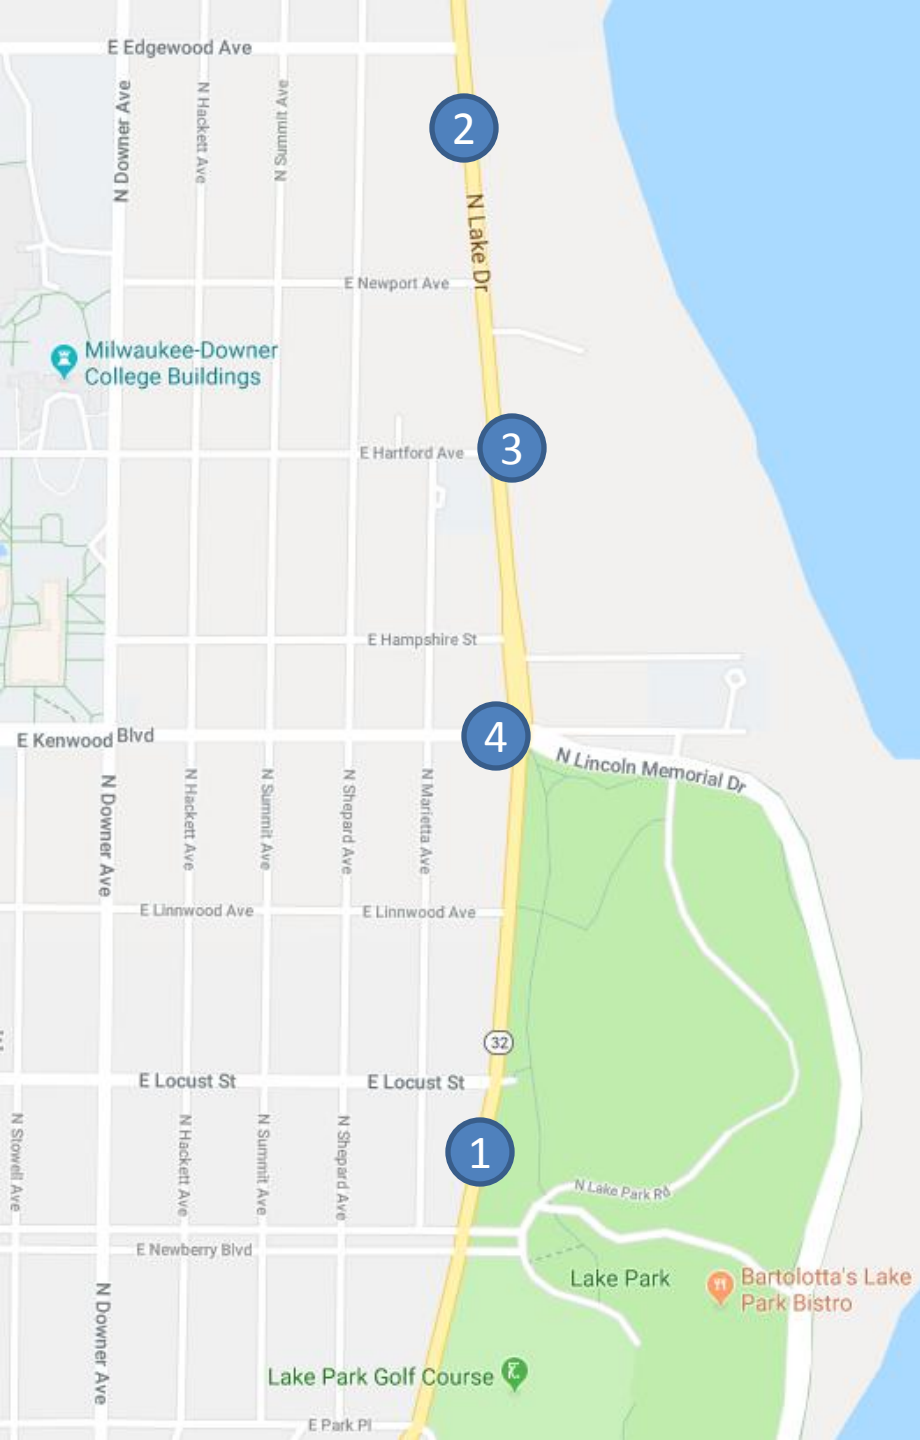 E Edgewood Ave
N Downer Ave
N Hackett Ave
N Summit Ave
2
N Lake Dr
E Newport Ave
Milwaukee-Downer
College Buildings
E Hartford Ave
3
E Hampshire St
E Kenwood Blvd
4
N Lincoln Memorial Dr
N Downer Ave
N Hackett Ave
N Summit Ave
N Shepard Ave
N Marietta Ave
E Linnwood Ave
E Linnwood Ave
32
E Locust St
E Locust St
N Stowell Ave
N Hackett Ave
N Summit Ave
N Shepard Ave
1
N Lake Park Rd
E Newberry Blvd
Lake Park
Bartolotta's Lake
Park Bistro
N Downer Ave
Lake Park Golf Course
E Park Pl